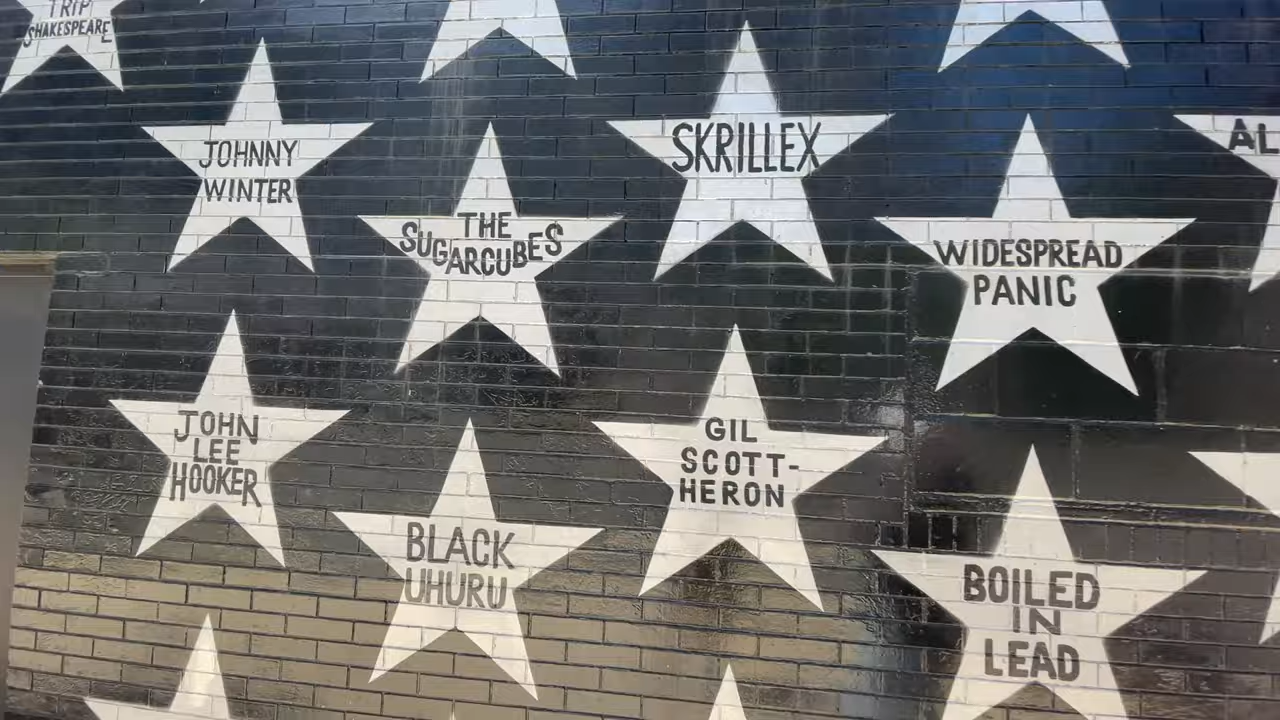 TRIP
SHAKESPEARE
JOHNNY
WINTER
THE
SUGARCUBES
SKRILLEX
WIDESPREAD
PANIC
JOHN
LEE
HOOKER
BLACK
UHURU
GIL
SCOTT-
HERON
BOILED
IN
LEAD